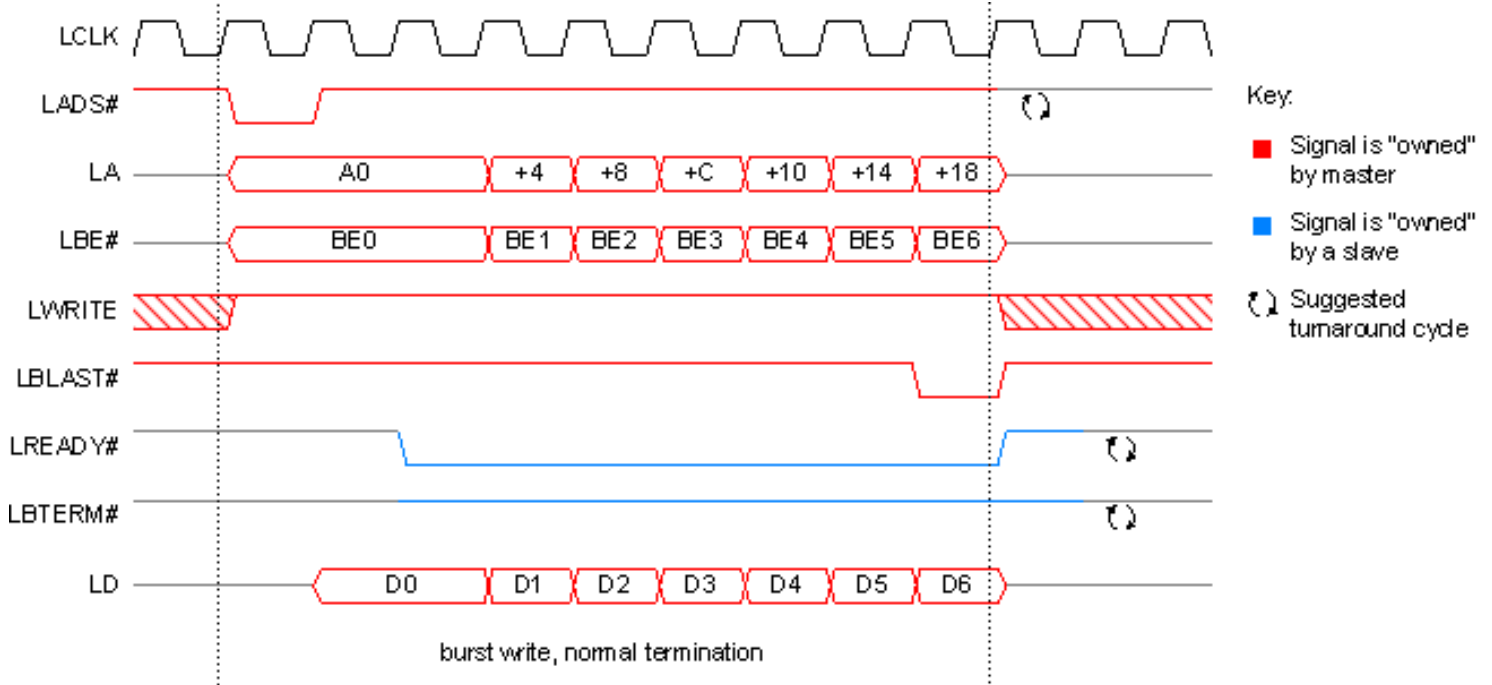 LCLK
LADS#
LA A0 +4 +8 +C +10 +14 +18
LBE# BE0 BE1 BE2 BE3 BE4 BE5 BE6
LWRITE
LBLAST#
LREADY#
LBTERM#
LD D0 D1 D2 D3 D4 D5 D6
burst write, normal termination
Key:
Signal is "owned"
by master
Signal is "owned"
by a slave
Suggested
turnaround cycle